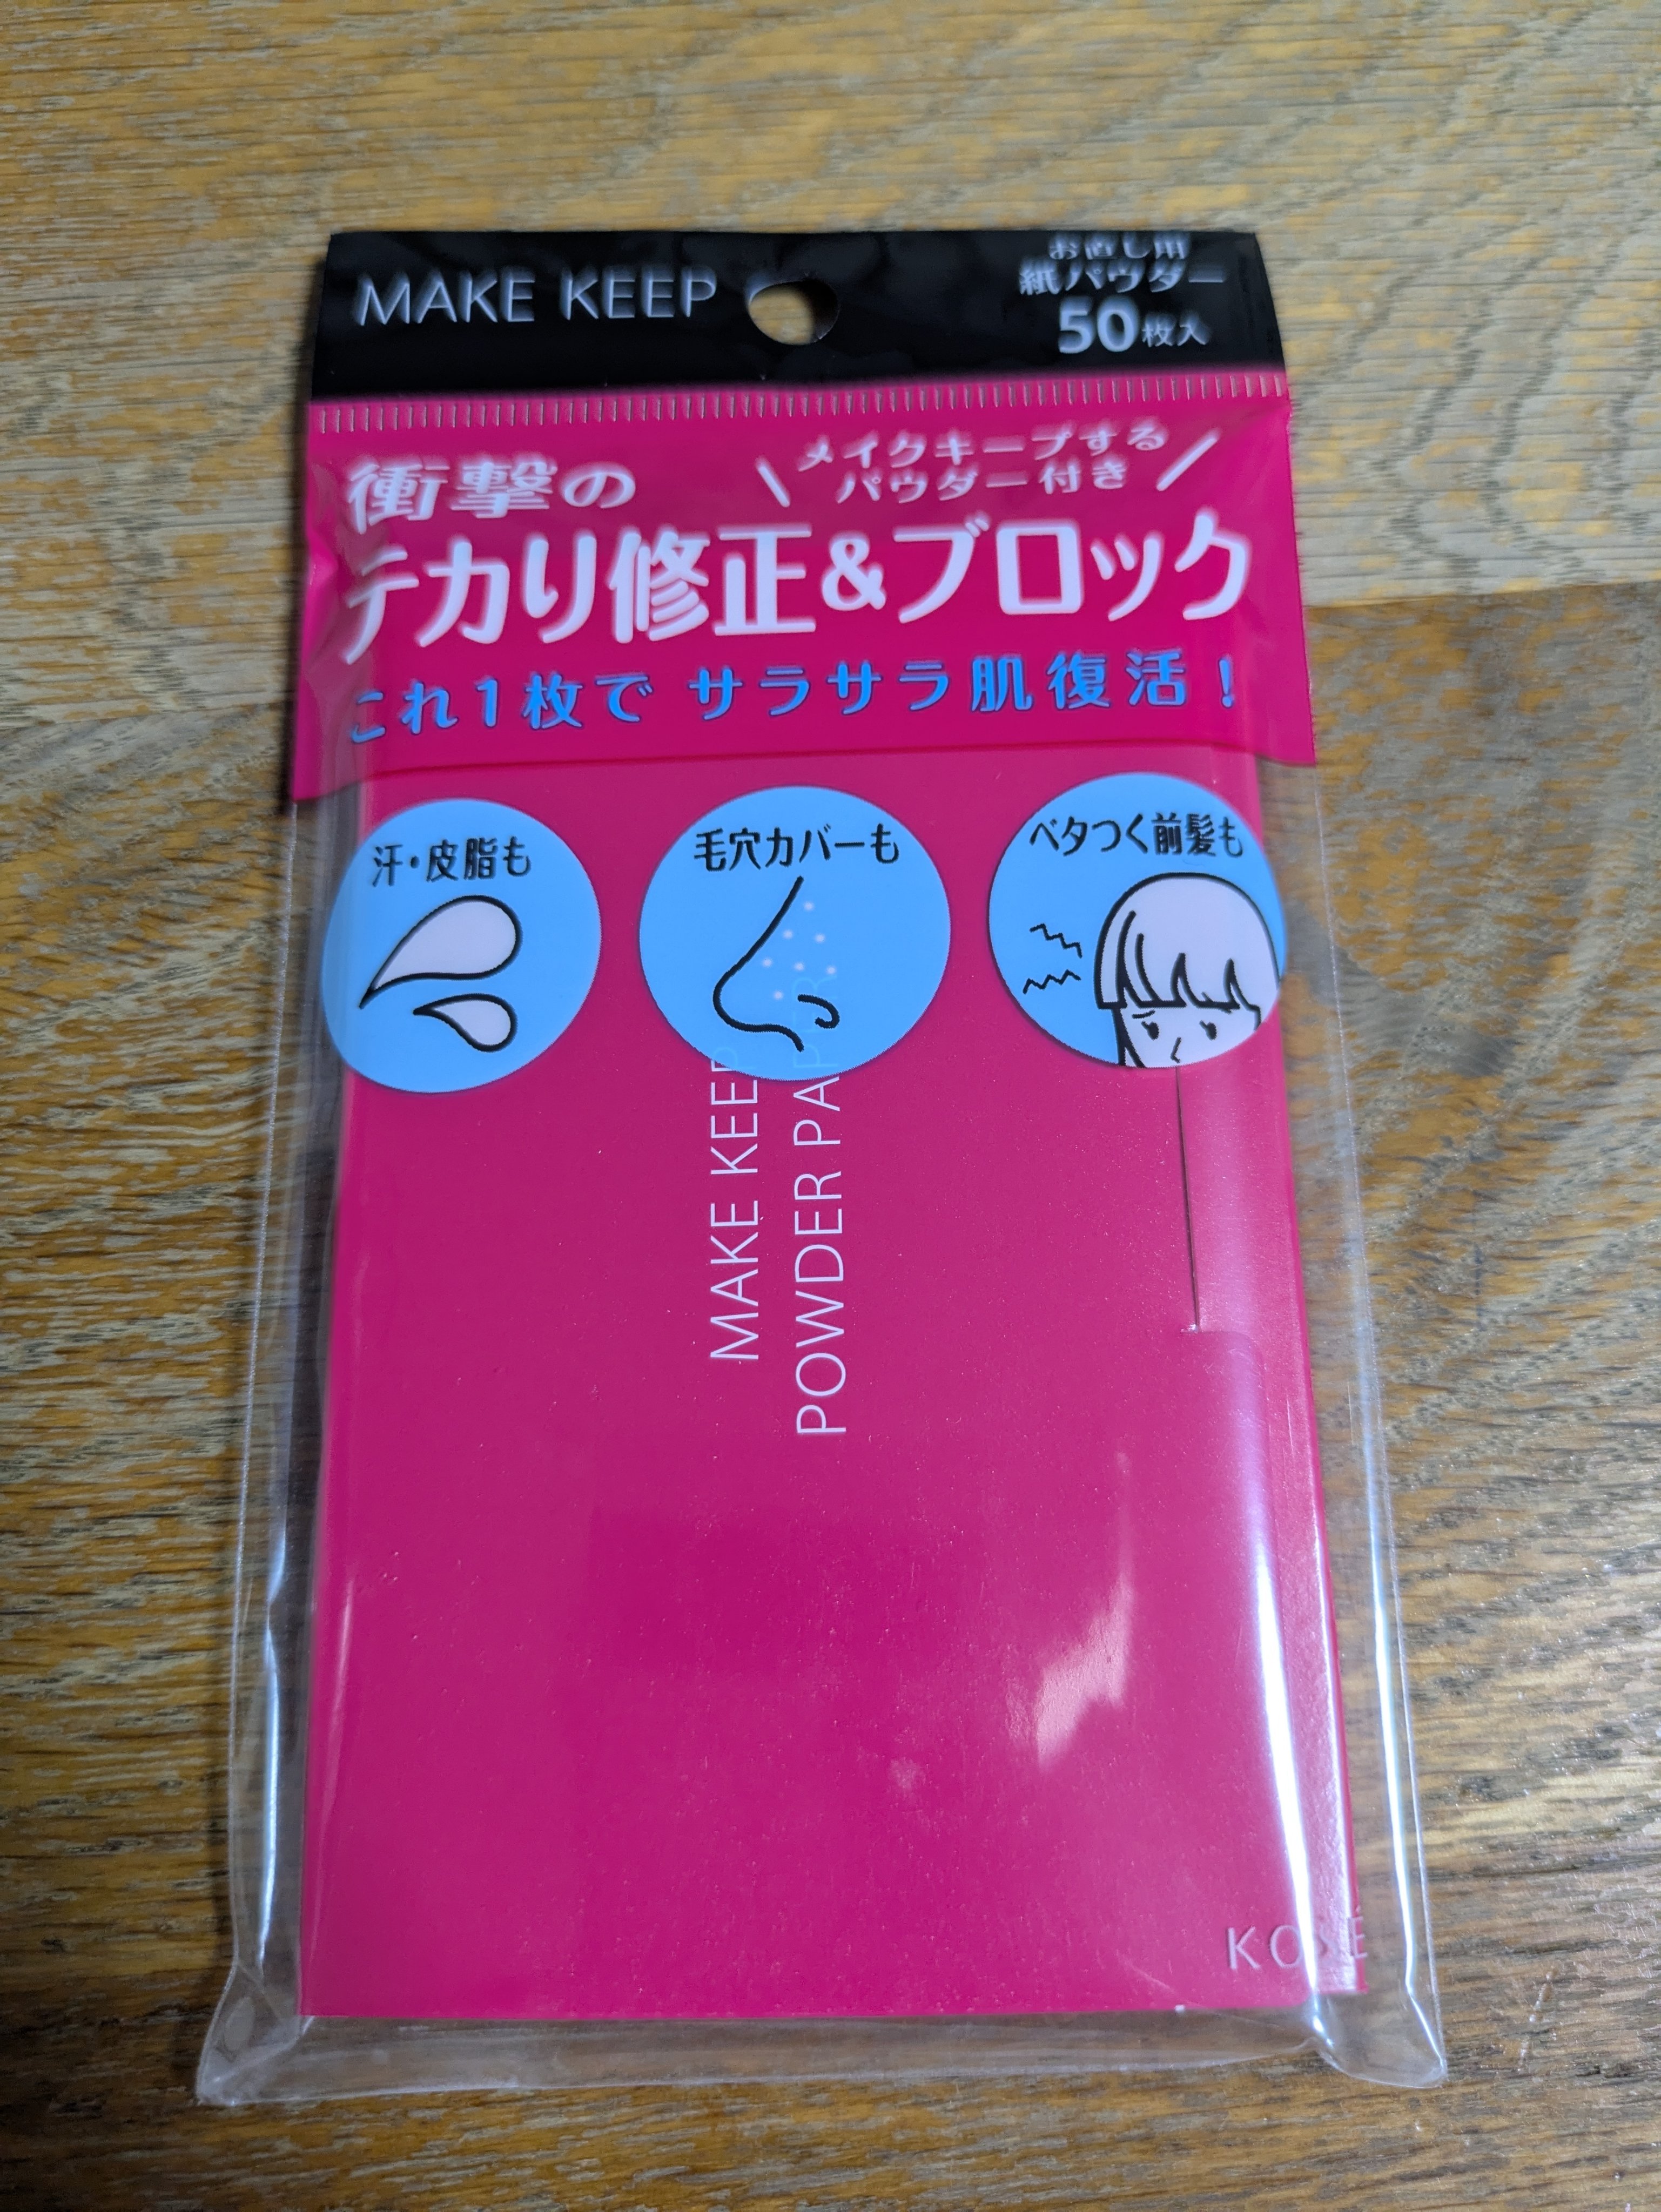 MAKE KEEP
お直し用
紙パウダー
50枚入
衝撃の
メイクキープする
パウダー付き
テカリ修正&ブロック
これ1枚で サラサラ肌復活!
汗・皮脂も
毛穴カバーも
ベタつく前髪も
MAKE KEEP
POWDER PAPER
KOSÉ